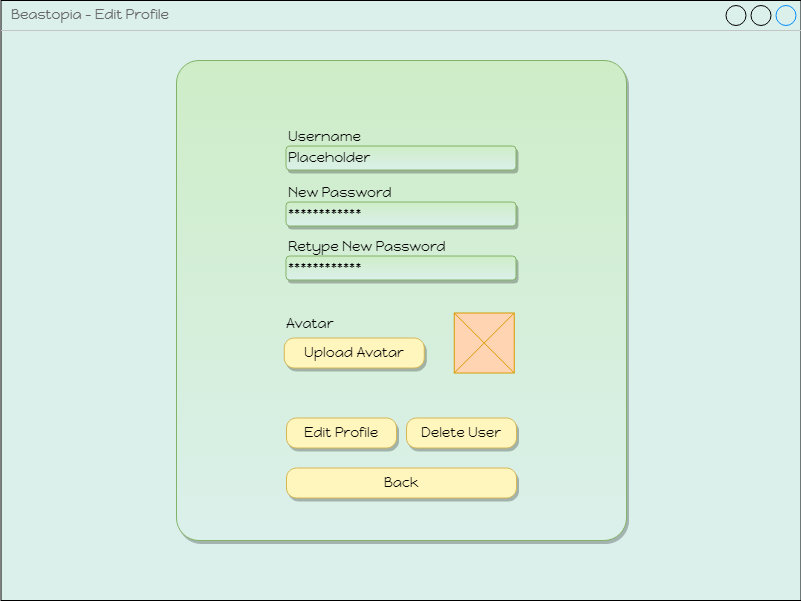 Beastopia - Edit Profile
Username
Placeholder
New Password
************
Retype New Password
************
Avatar
Upload Avatar
Edit Profile
Delete User
Back